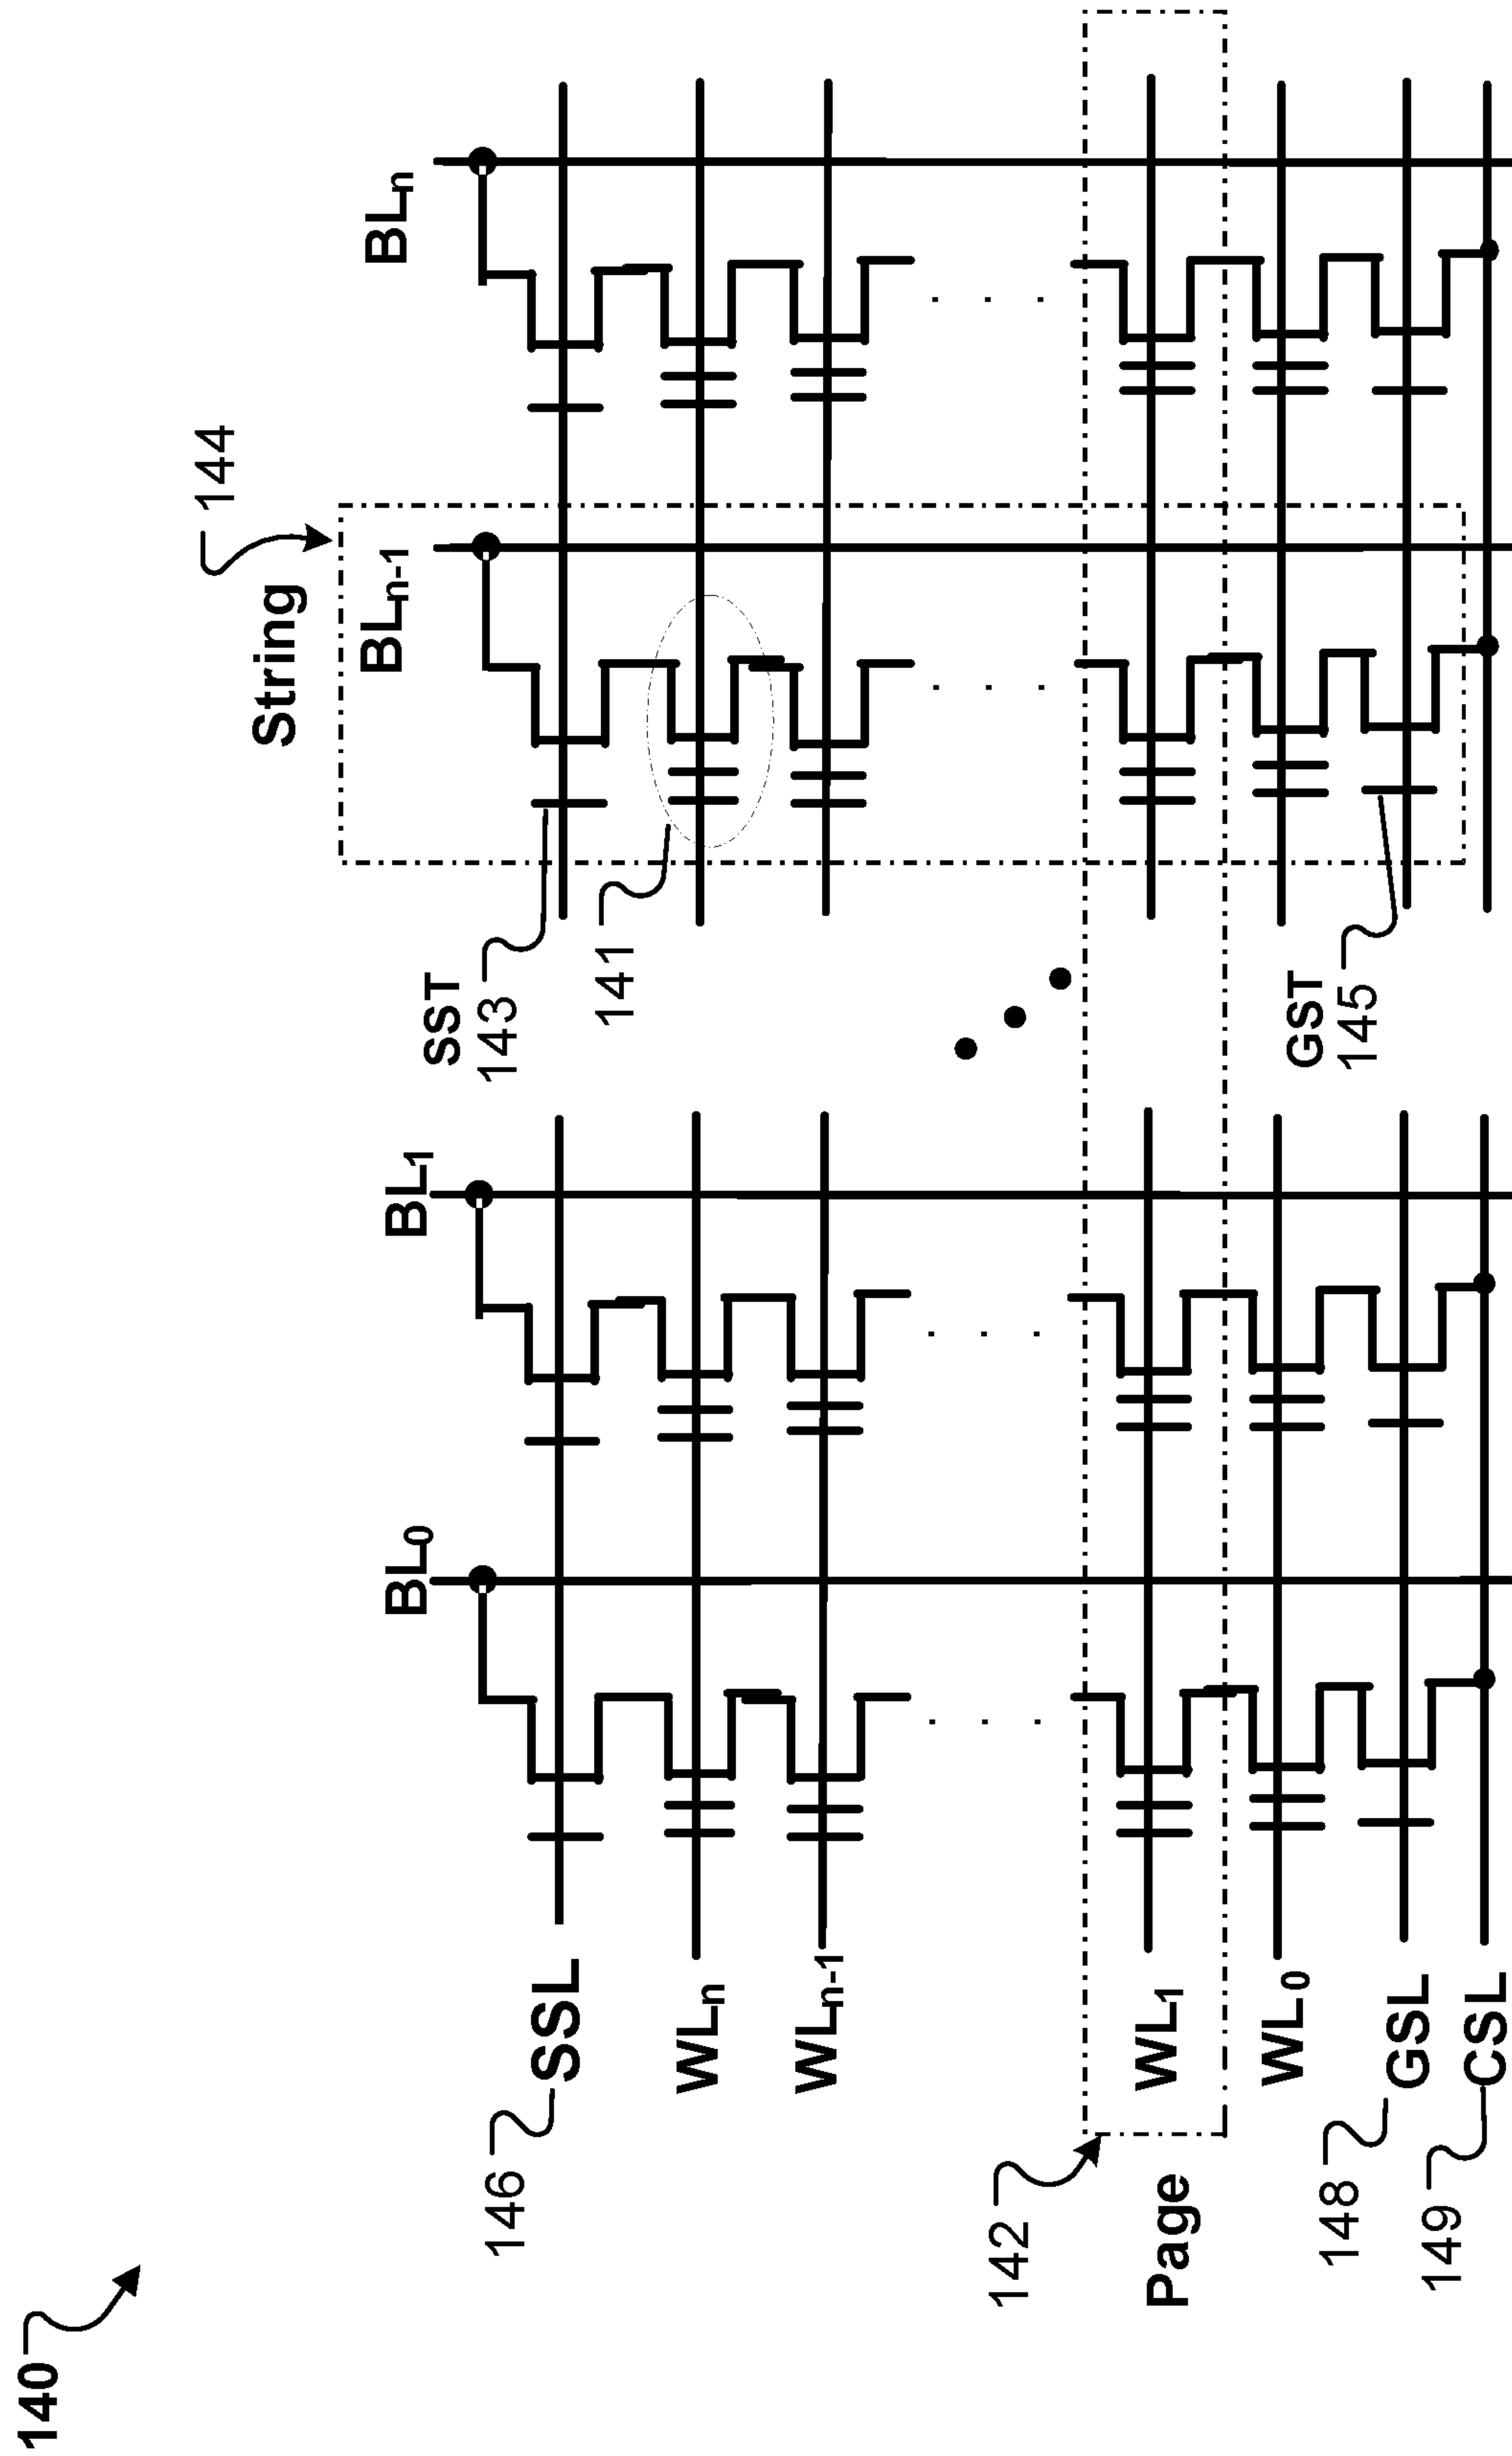 140
String
144
BL₀
BL₁
BLₙ₋₁
BLₙ
SST
143
146
SSL
141
WLₙ
WLₙ₋₁
142
Page
WL₁
WL₀
GST
145
148
GSL
149
CSL